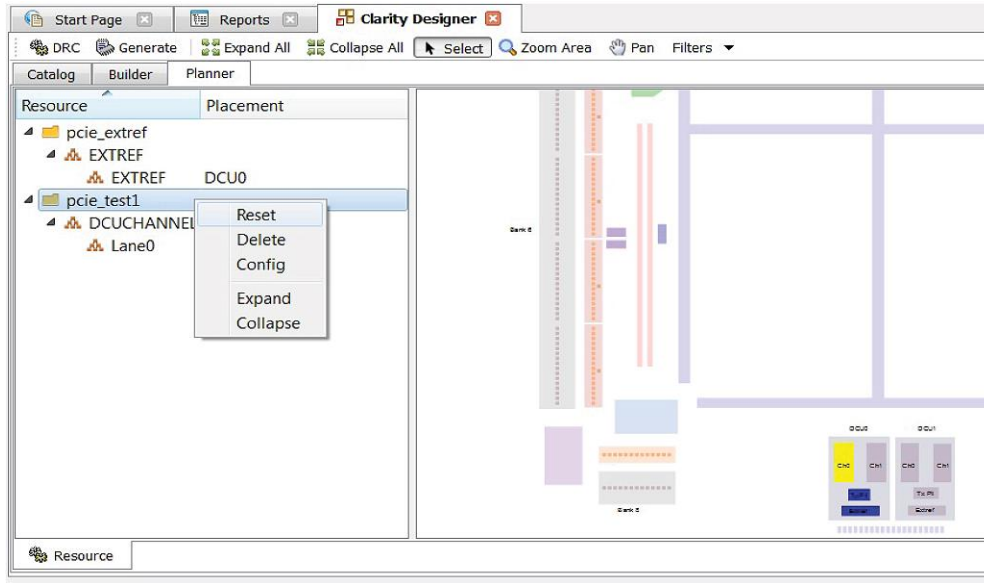 Start Page Reports Clarity Designer
DRC Generate Expand All Collapse All Select Zoom Area Pan Filters
Catalog Builder Planner
Resource Placement
pcie_extref
EXTREF
EXTREF DCU0
pcie_test1
DCUCHANNEL
Lane0
Reset
Delete
Config
Expand
Collapse
Bank 6
DCU0 DCU1
Ch0 Ch1 Ch0 Ch1
Tx Pll
Extref
Bank 8
Resource